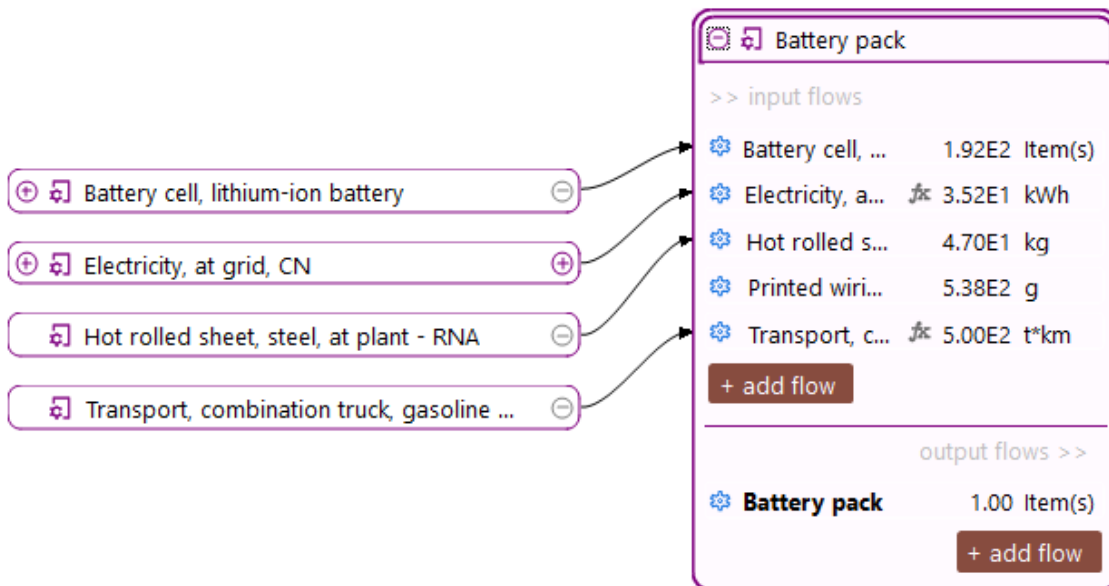 Battery pack
>> input flows
Battery cell, ... 1.92E2 Item(s)
Electricity, a... fx 3.52E1 kWh
Hot rolled s... 4.70E1 kg
Printed wiri... 5.38E2 g
Transport, c... fx 5.00E2 t*km
+ add flow
output flows >>
Battery pack 1.00 Item(s)
+ add flow
Battery cell, lithium-ion battery
Electricity, at grid, CN
Hot rolled sheet, steel, at plant - RNA
Transport, combination truck, gasoline ...